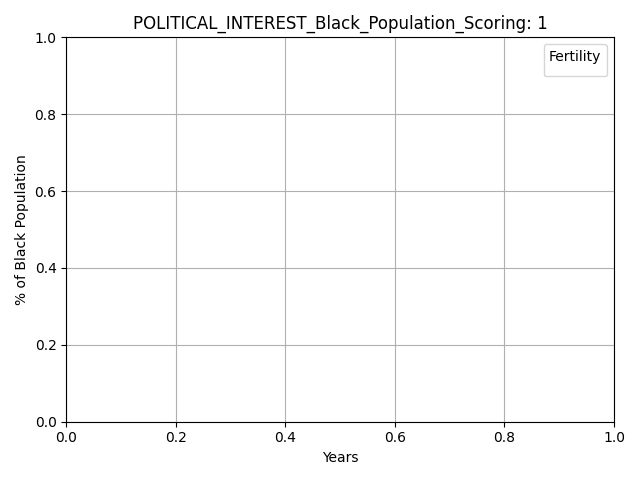 POLITICAL_INTEREST_Black_Population_Scoring: 1
Fertility
% of Black Population
1.0
0.8
0.6
0.4
0.2
0.0
0.0 0.2 0.4 0.6 0.8 1.0
Years